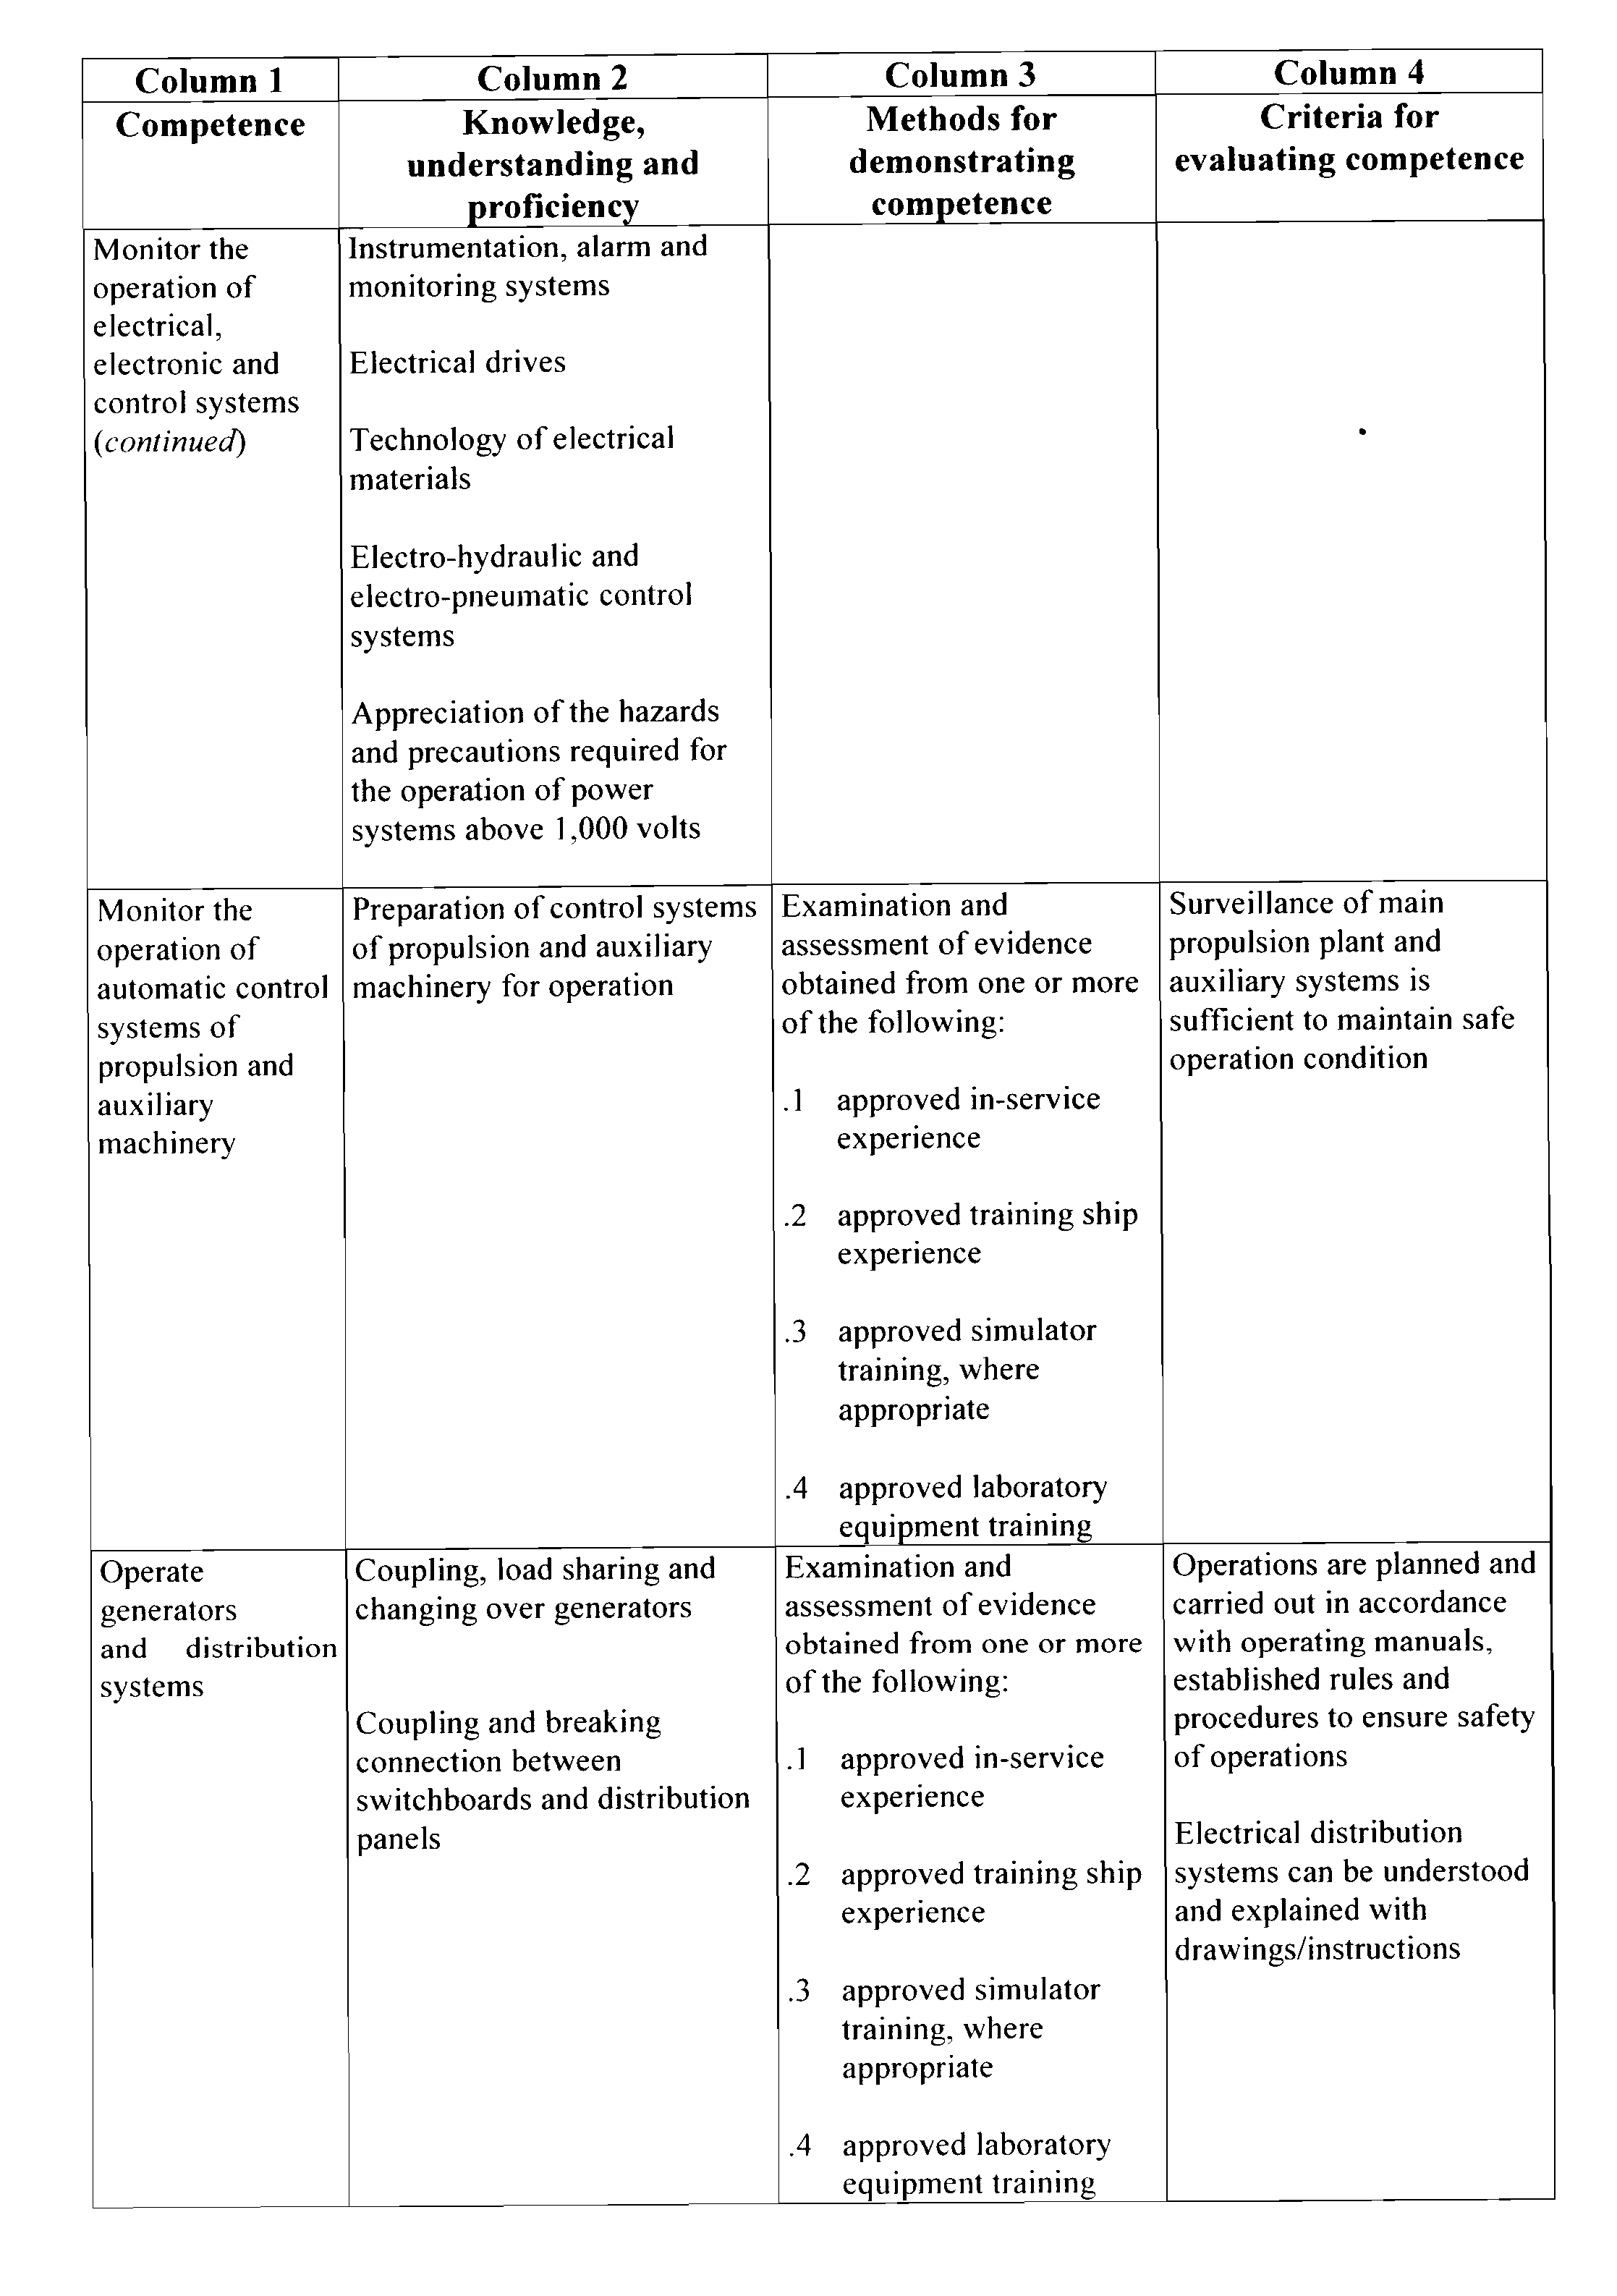 Column 1
Column 2
Column 3
Column 4
Competence
Knowledge,
understanding and
proficiency
Methods for
demonstrating
competence
Criteria for
evaluating competence
Monitor the
operation of
electrical,
electronic and
control systems
(continued)
Instrumentation, alarm and
monitoring systems
Electrical drives
Technology of electrical
materials
Electro-hydraulic and
electro-pneumatic control
systems
Appreciation of the hazards
and precautions required for
the operation of power
systems above 1,000 volts
Monitor the
operation of
automatic control
systems of
propulsion and
auxiliary
machinery
Preparation of control systems
of propulsion and auxiliary
machinery for operation
Examination and
assessment of evidence
obtained from one or more
of the following:
.1 approved in-service
experience
.2 approved training ship
experience
.3 approved simulator
training, where
appropriate
.4 approved laboratory
equipment training
Surveillance of main
propulsion plant and
auxiliary systems is
sufficient to maintain safe
operation condition
Operate
generators
and distribution
systems
Coupling, load sharing and
changing over generators
Coupling and breaking
connection between
switchboards and distribution
panels
Examination and
assessment of evidence
obtained from one or more
of the following:
.1 approved in-service
experience
.2 approved training ship
experience
.3 approved simulator
training, where
appropriate
.4 approved laboratory
equipment training
Operations are planned and
carried out in accordance
with operating manuals,
established rules and
procedures to ensure safety
of operations
Electrical distribution
systems can be understood
and explained with
drawings/instructions